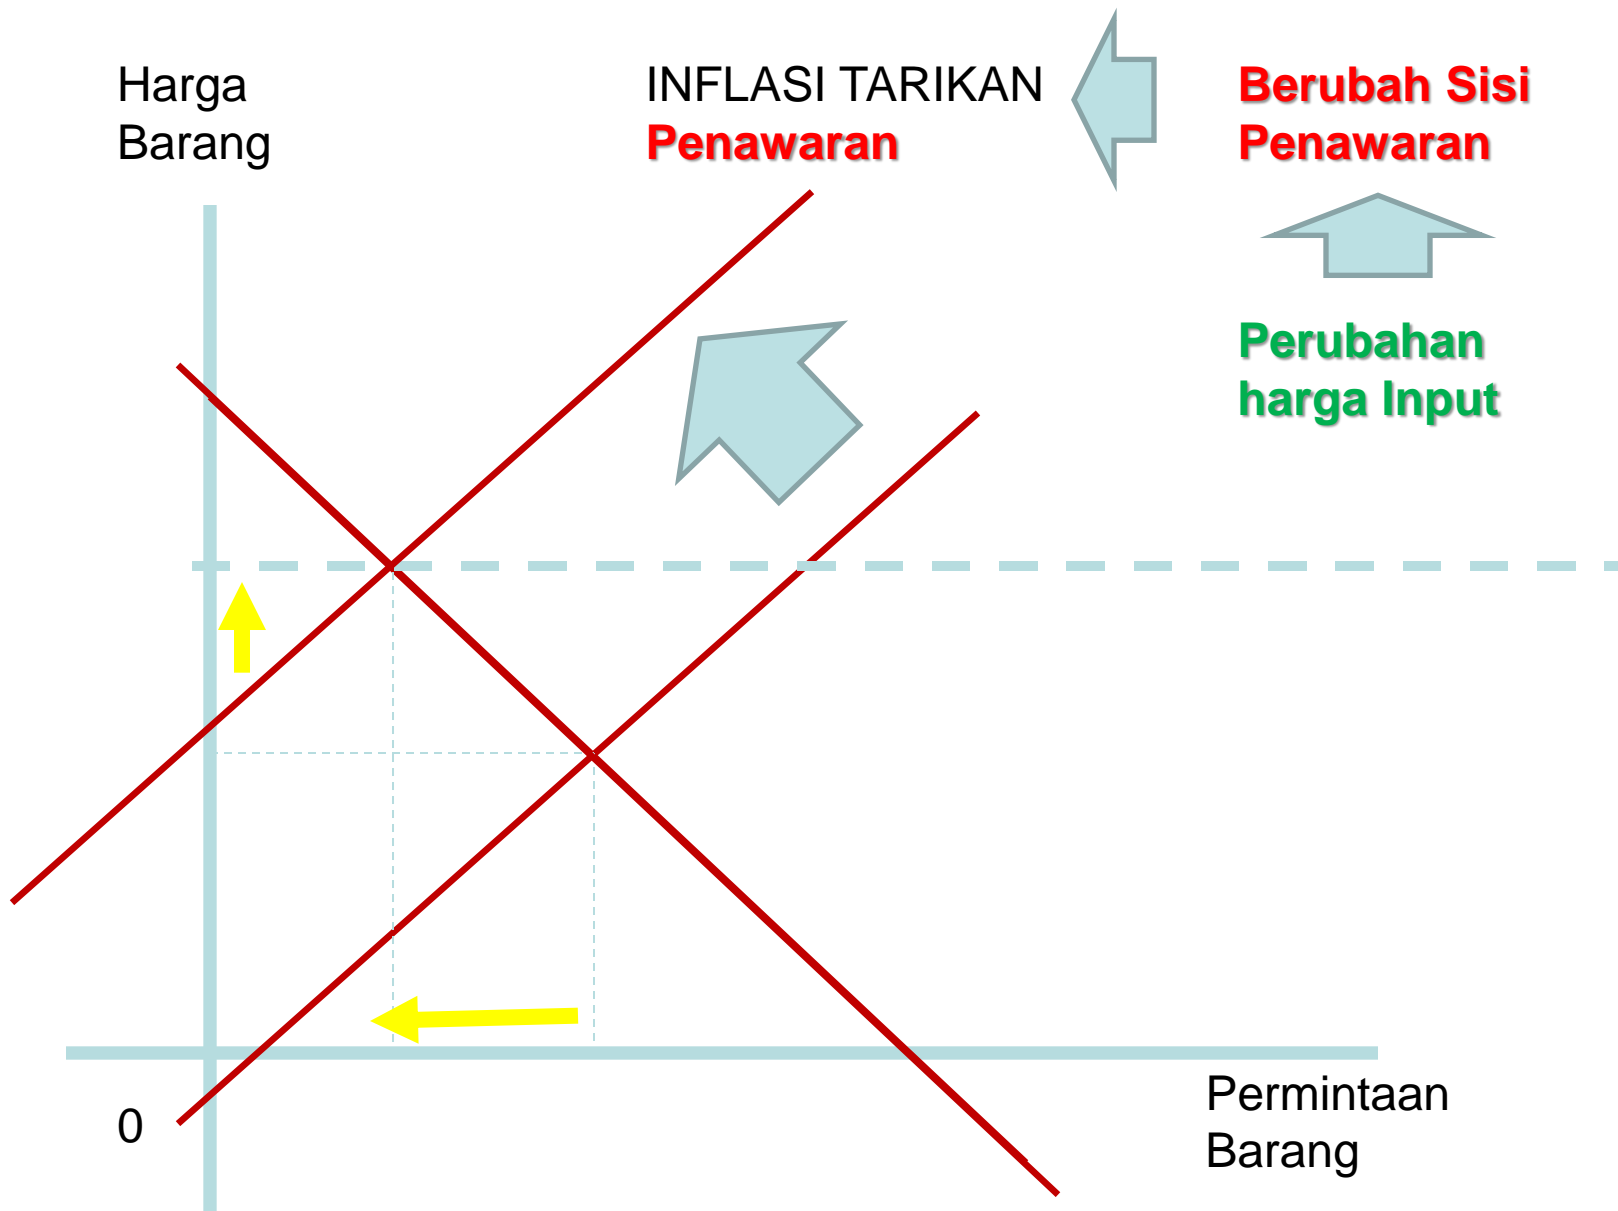 Harga
Barang
INFLASI TARIKAN
Penawaran
Berubah Sisi
Penawaran
Perubahan
harga Input
0
Permintaan
Barang